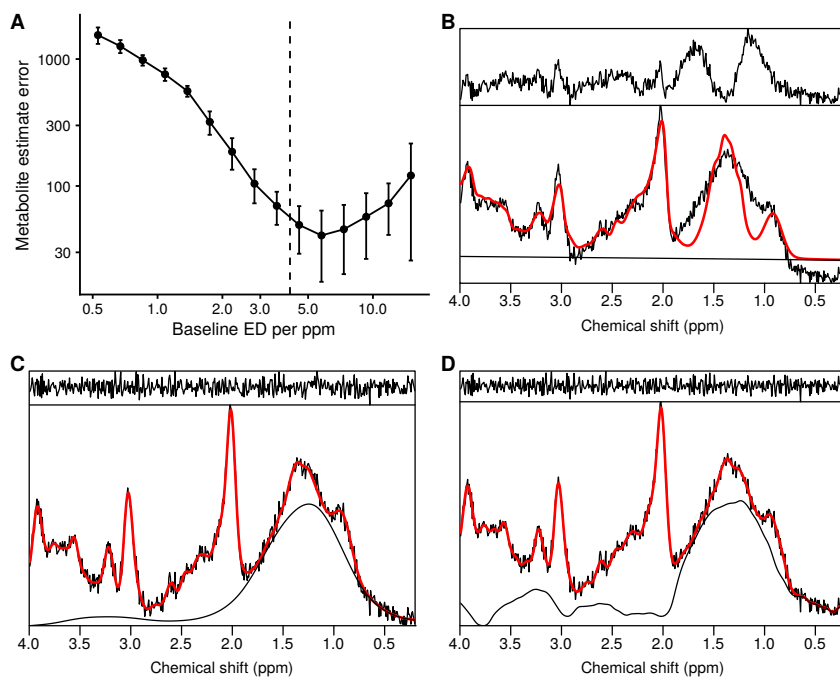 A
Metabolite estimate error
1000
300
100
30
0.5 1.0 2.0 3.0 5.0 10.0
Baseline ED per ppm
B
4.0 3.5 3.0 2.5 2.0 1.5 1.0 0.5
Chemical shift (ppm)
C
4.0 3.5 3.0 2.5 2.0 1.5 1.0 0.5
Chemical shift (ppm)
D
4.0 3.5 3.0 2.5 2.0 1.5 1.0 0.5
Chemical shift (ppm)